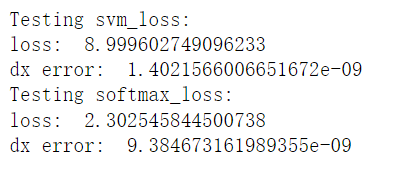 Testing svm_loss:
loss:  8.999602749096233
dx error:  1.4021566006651672e-09
Testing softmax_loss:
loss:  2.302545844500738
dx error:  9.384673161989355e-09